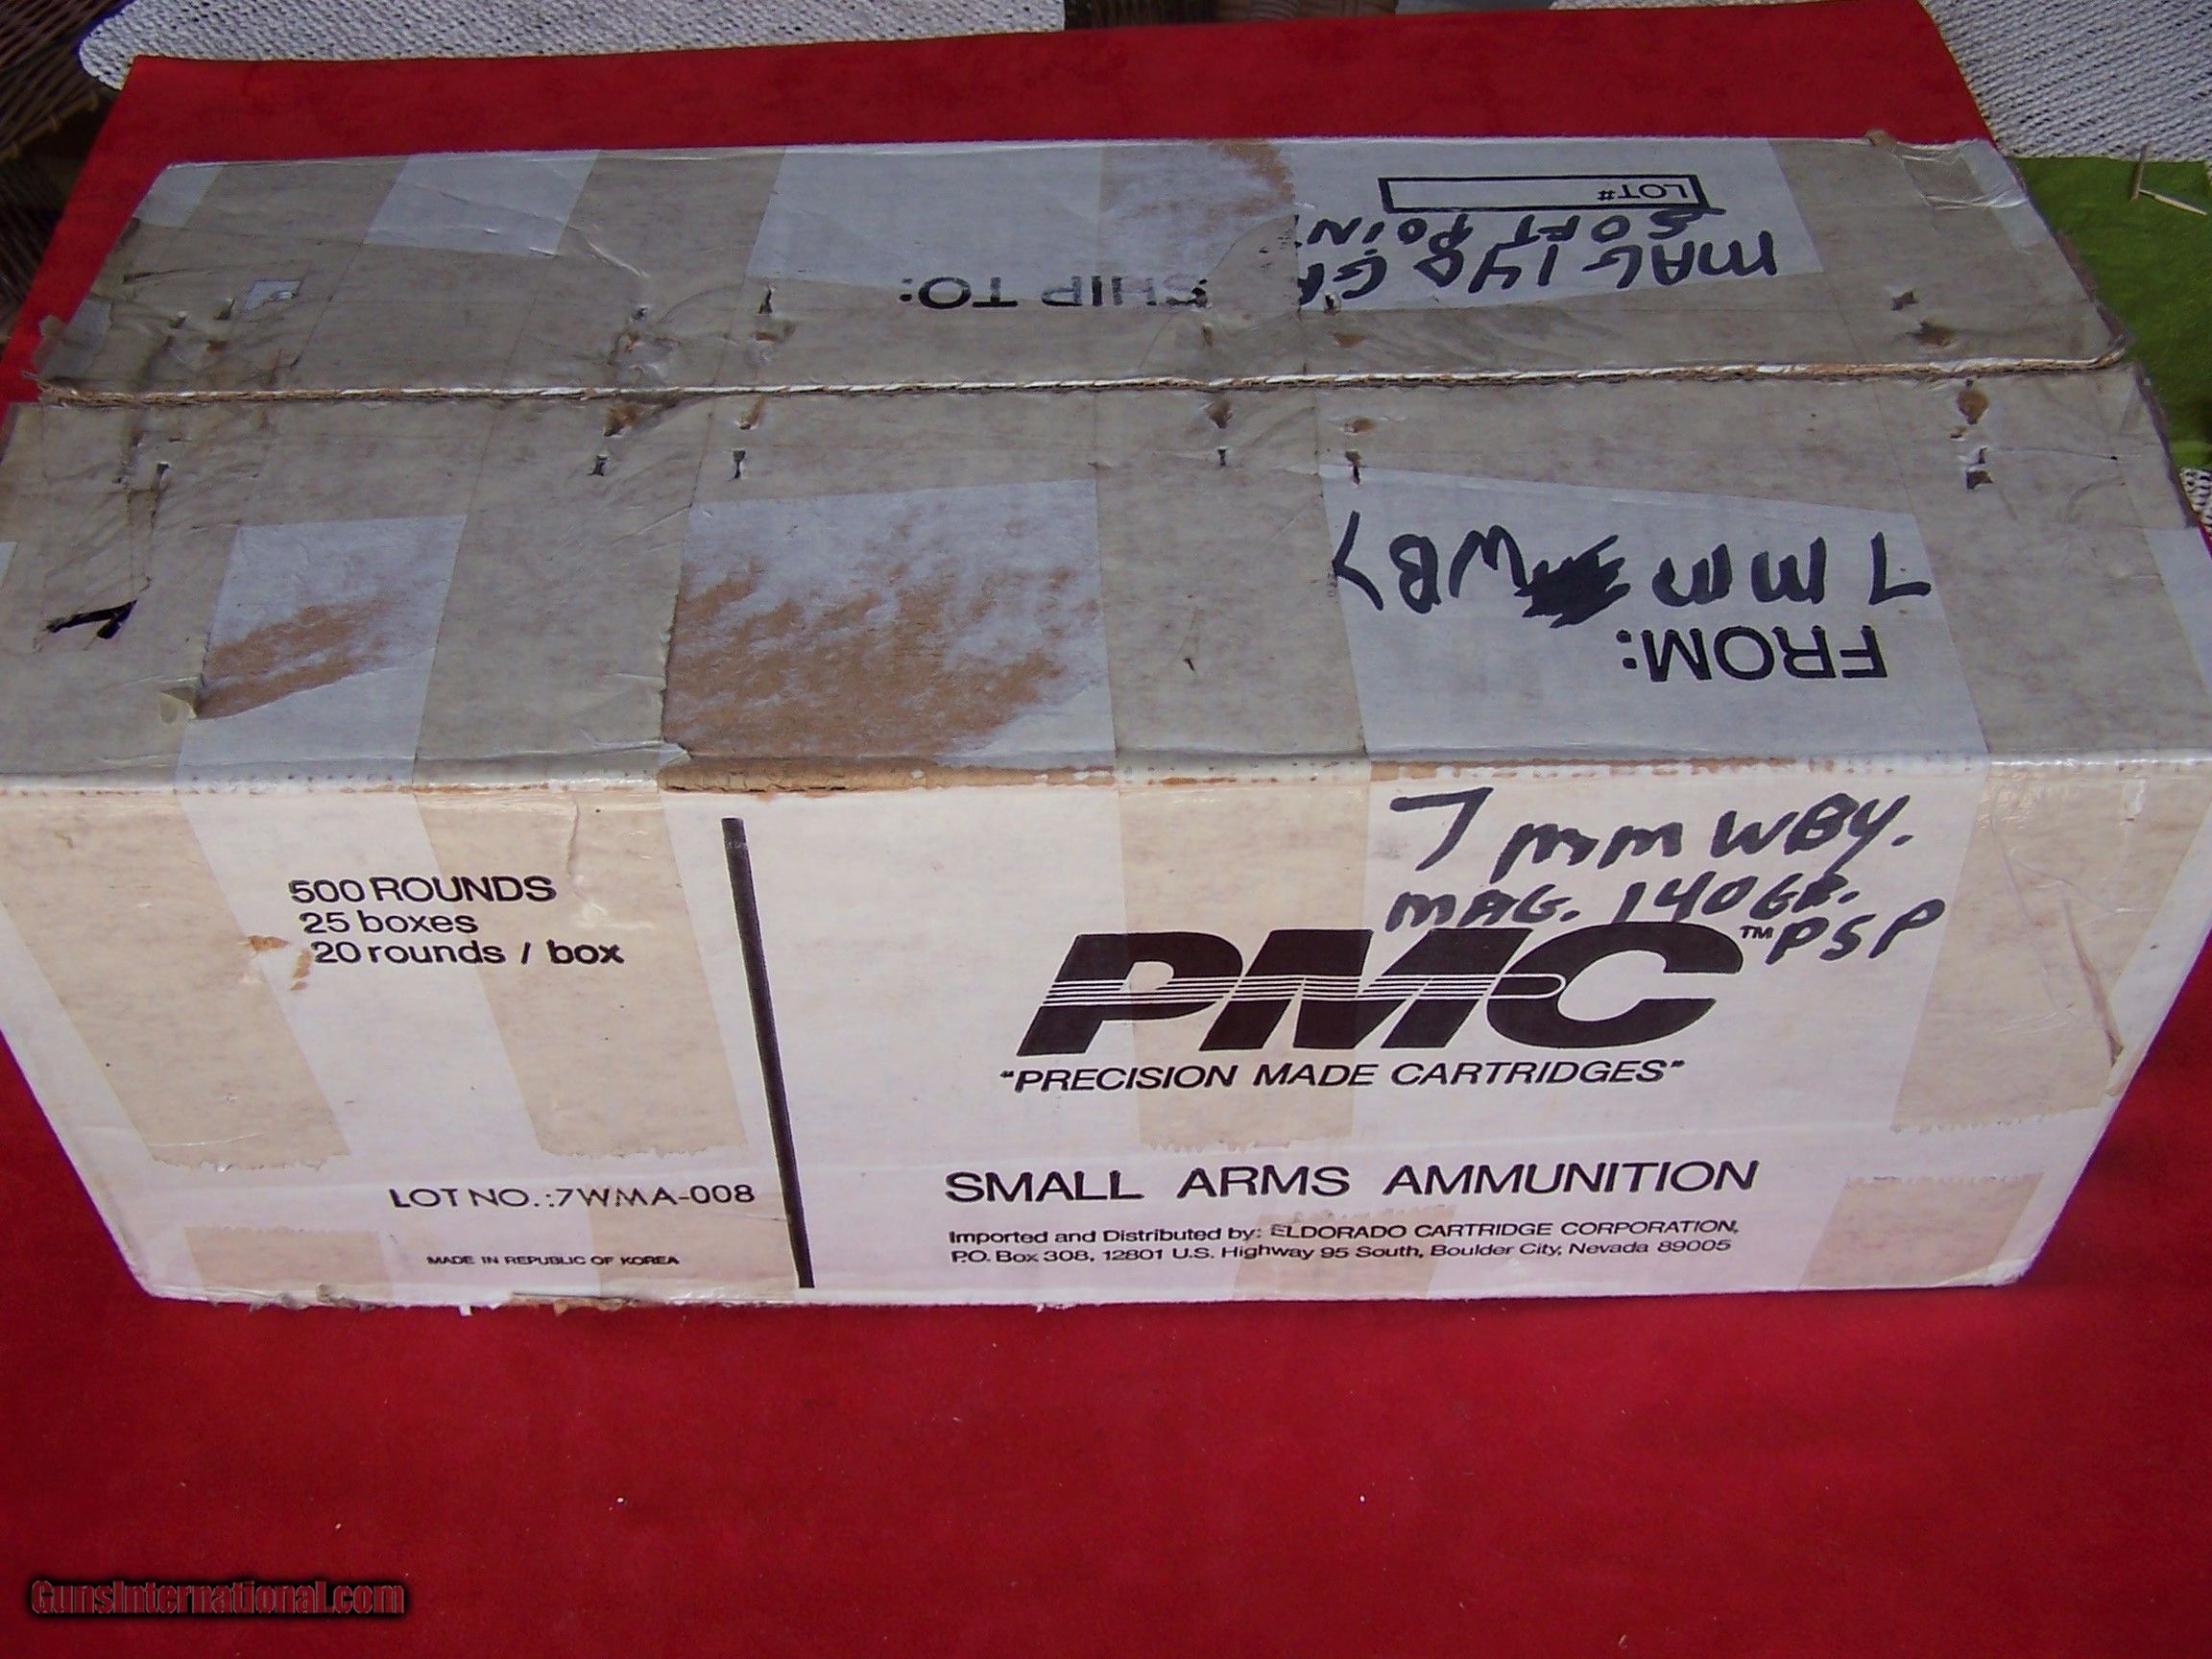 LOT#
MAG 140 GR
SOFT POINT
SHIP TO:
7 MM WBY
FROM:
7 mm WBY.
MAG. 140 GR.
PSP
500 ROUNDS
25 boxes
20 rounds / box
PMC™
"PRECISION MADE CARTRIDGES"
SMALL ARMS AMMUNITION
LOT NO.:7WMA-008
Imported and Distributed by: ELDORADO CARTRIDGE CORPORATION,
P.O. Box 308, 12801 U.S. Highway 95 South, Boulder City, Nevada 89005
MADE IN REPUBLIC OF KOREA
GunsInternational.com